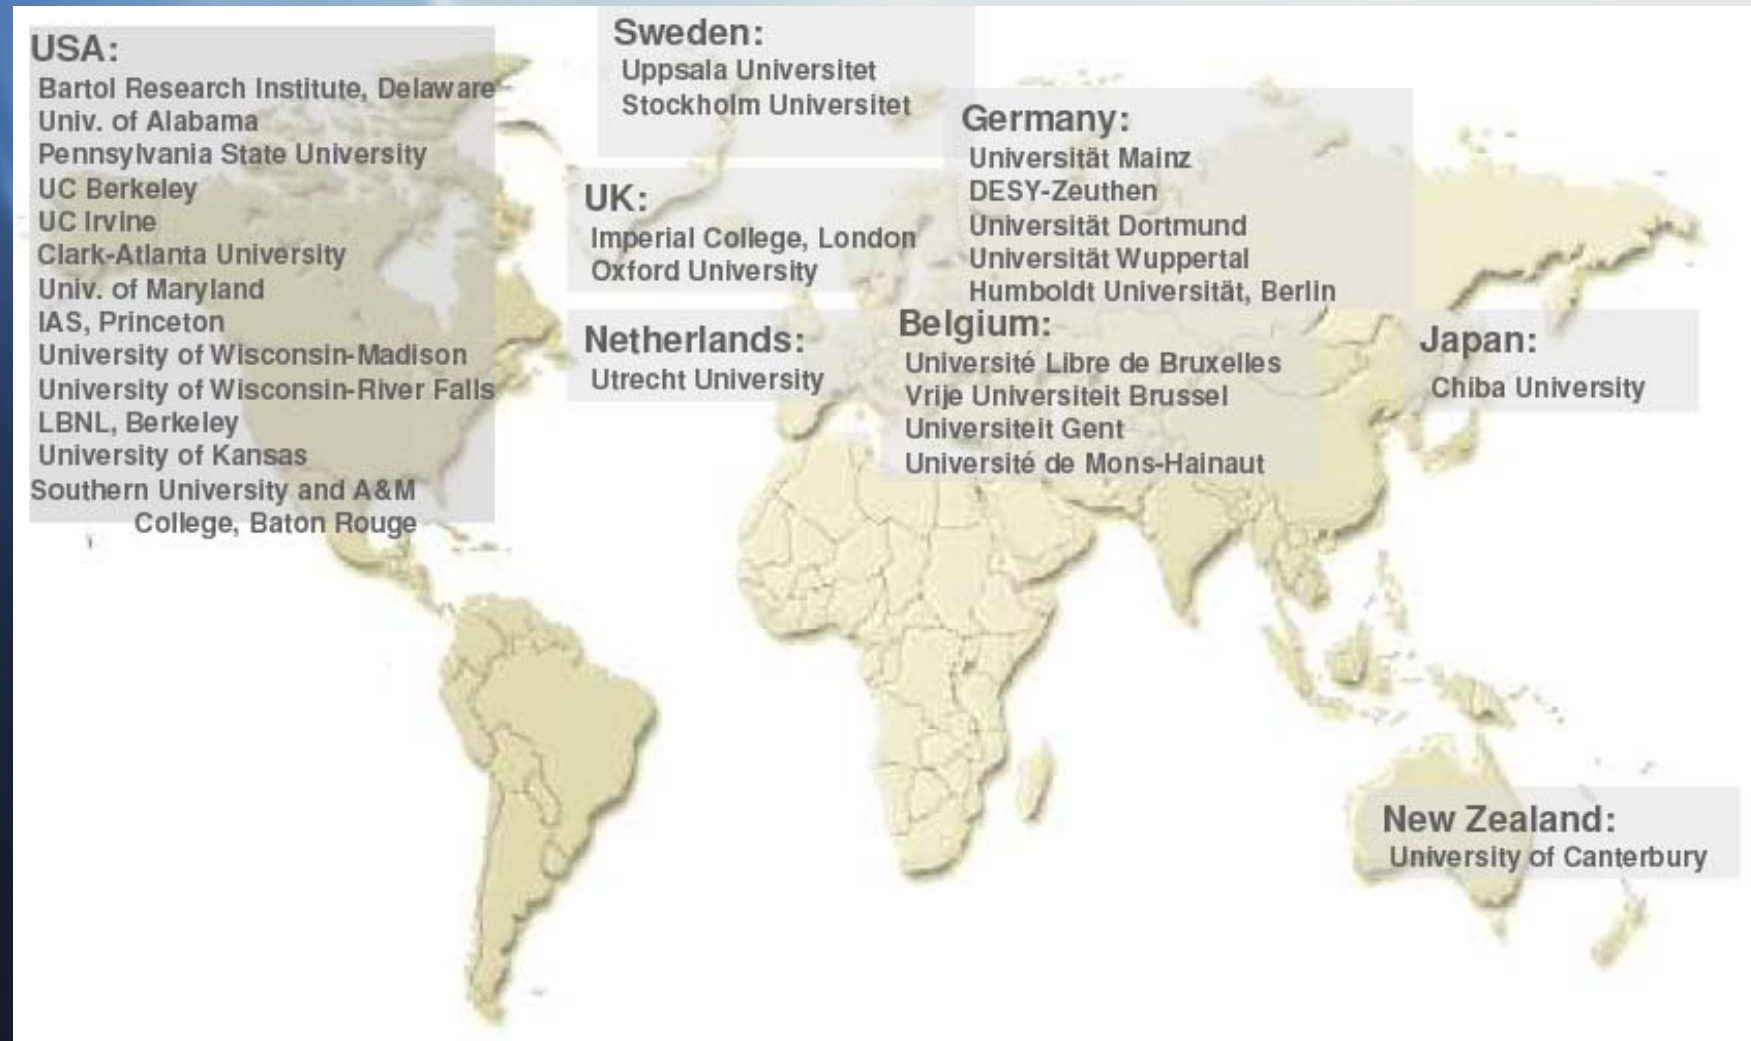 USA:
Bartol Research Institute, Delaware
Univ. of Alabama
Pennsylvania State University
UC Berkeley
UC Irvine
Clark-Atlanta University
Univ. of Maryland
IAS, Princeton
University of Wisconsin-Madison
University of Wisconsin-River Falls
LBNL, Berkeley
University of Kansas
Southern University and A&M
College, Baton Rouge
Sweden:
Uppsala Universitet
Stockholm Universitet
UK:
Imperial College, London
Oxford University
Netherlands:
Utrecht University
Germany:
Universität Mainz
DESY-Zeuthen
Universität Dortmund
Universität Wuppertal
Humboldt Universität, Berlin
Belgium:
Université Libre de Bruxelles
Vrije Universiteit Brussel
Universiteit Gent
Université de Mons-Hainaut
Japan:
Chiba University
New Zealand:
University of Canterbury